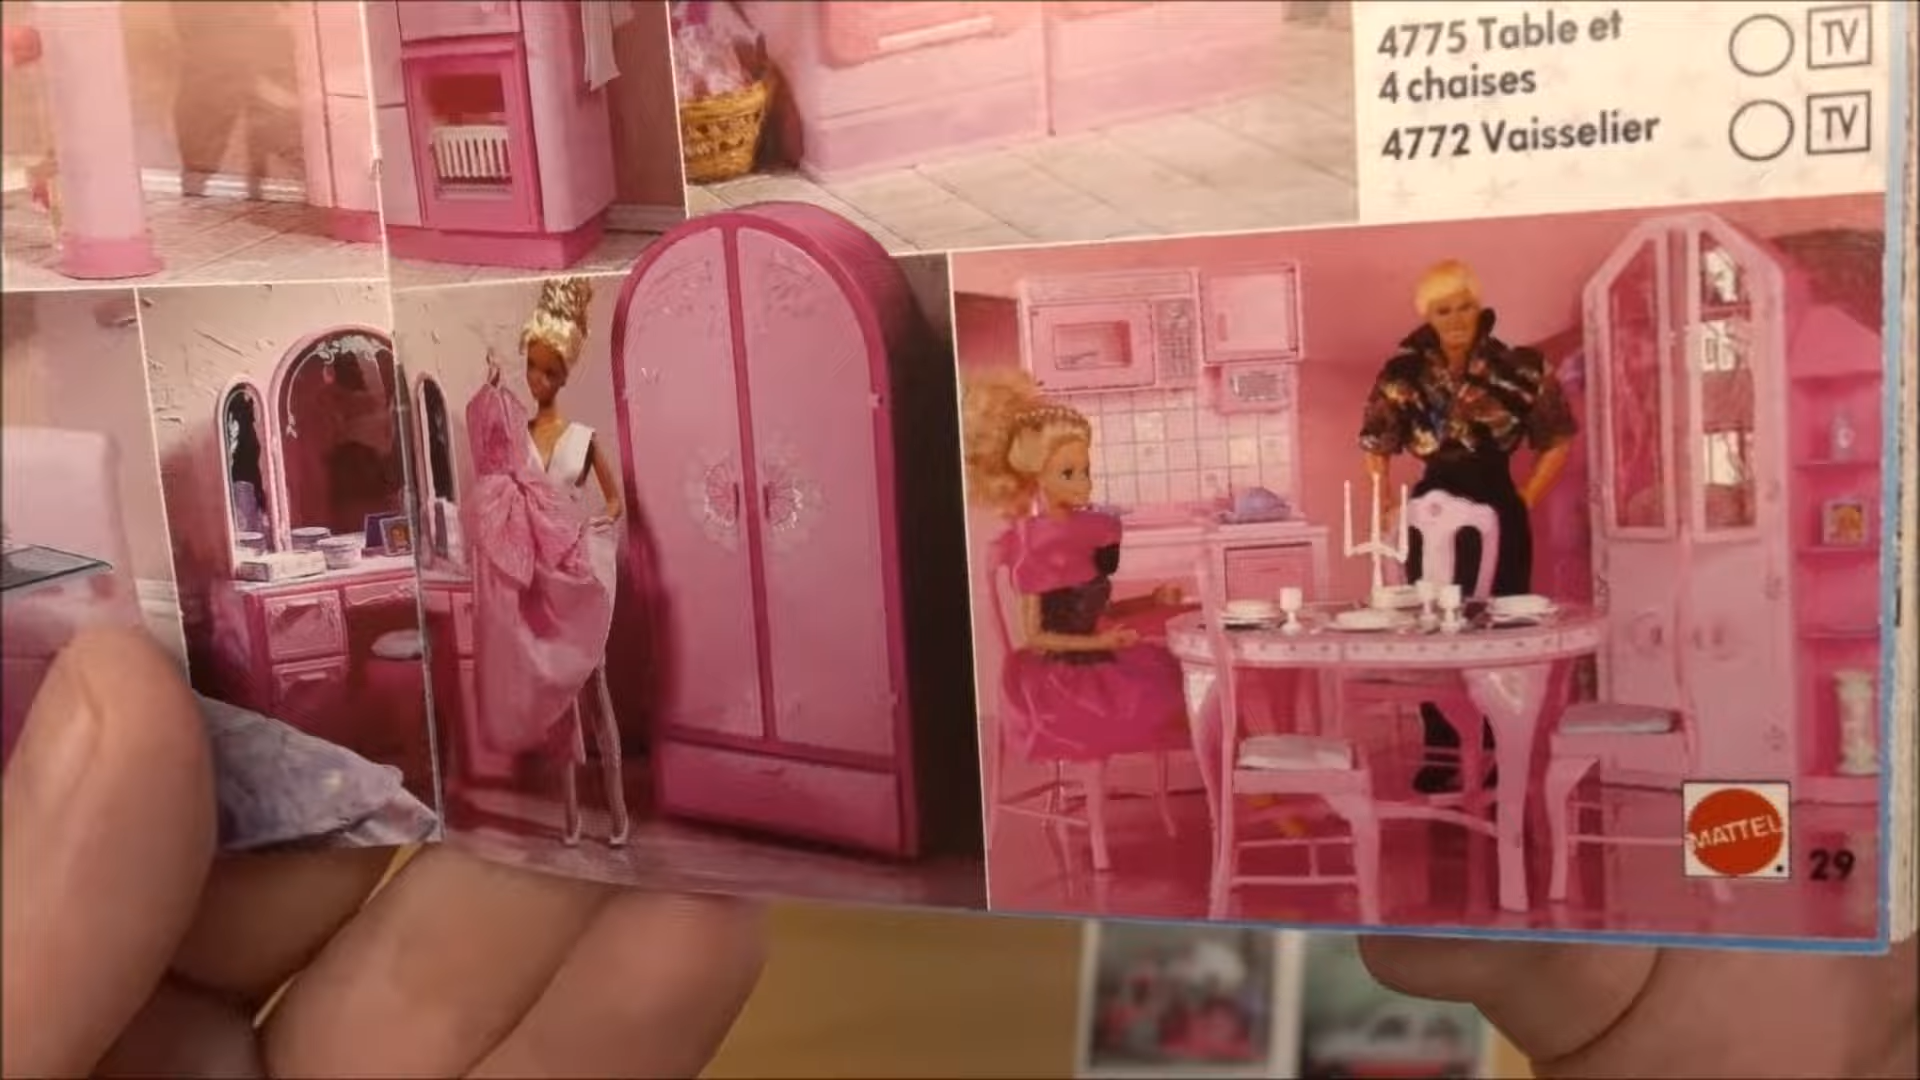 4775 Table et
4 chaises
TV
4772 Vaisselier
TV
MATTEL
29